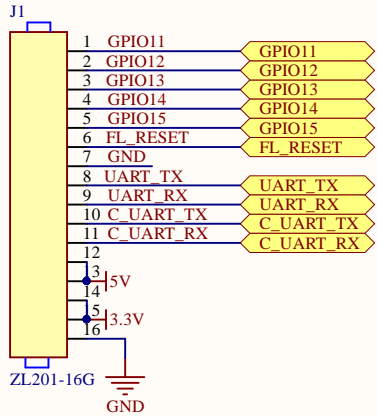 J1
1 GPIO11 GPIO11
2 GPIO12 GPIO12
3 GPIO13 GPIO13
4 GPIO14 GPIO14
5 GPIO15 GPIO15
6 FL_RESET FL_RESET
7 GND
8 UART_TX UART_TX
9 UART_RX UART_RX
10 C_UART_TX C_UART_TX
11 C_UART_RX C_UART_RX
12
3 5V
14
5 3.3V
16
ZL201-16G
GND